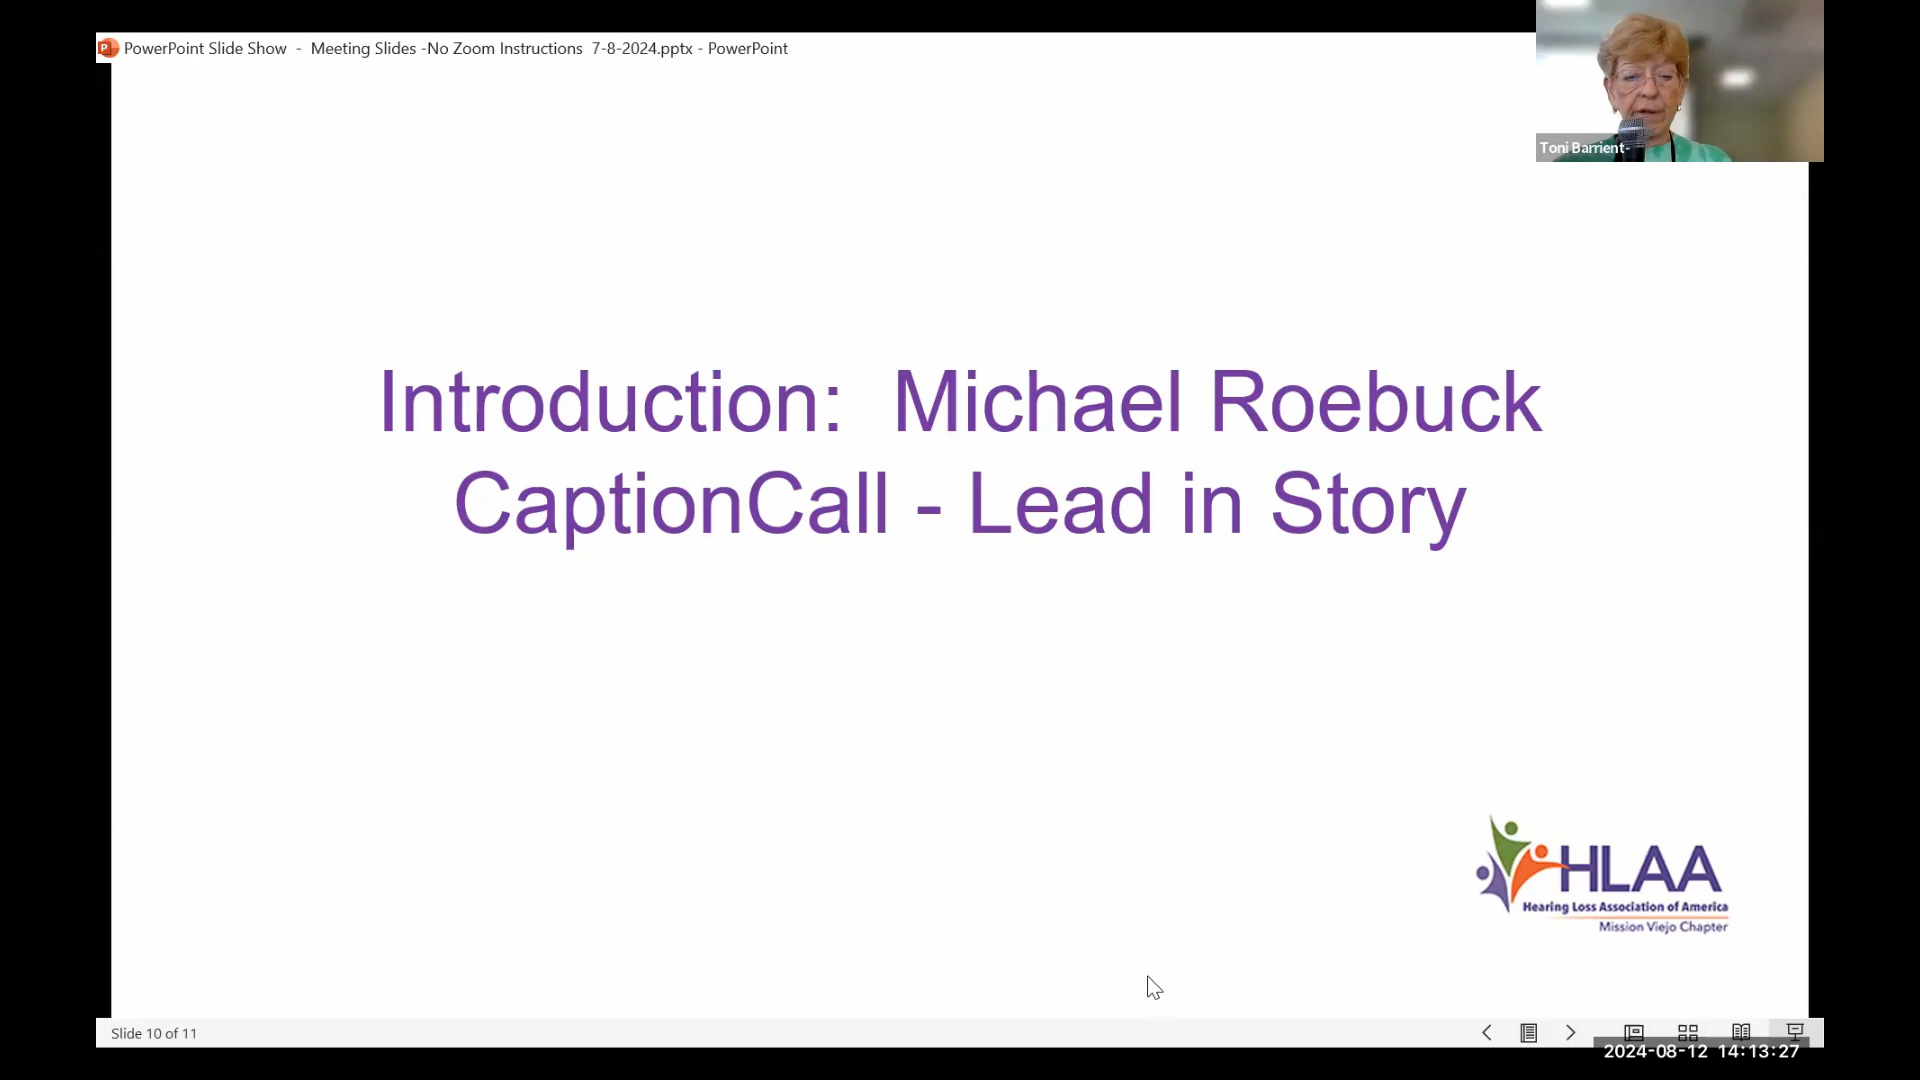 PowerPoint Slide Show - Meeting Slides -No Zoom Instructions 7-8-2024.pptx - PowerPoint
Toni Barrient-
Introduction: Michael Roebuck
CaptionCall - Lead in Story
HLAA
Hearing Loss Association of America
Mission Viejo Chapter
Slide 10 of 11
2024-08-12 14:13:27